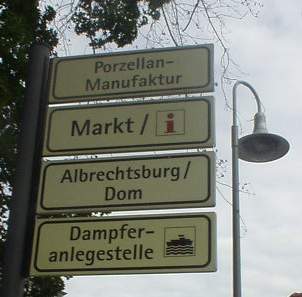 Porzellan-
Manufaktur
Markt / i
Albrechtsburg /
Dom
Dampfer-
anlegestelle